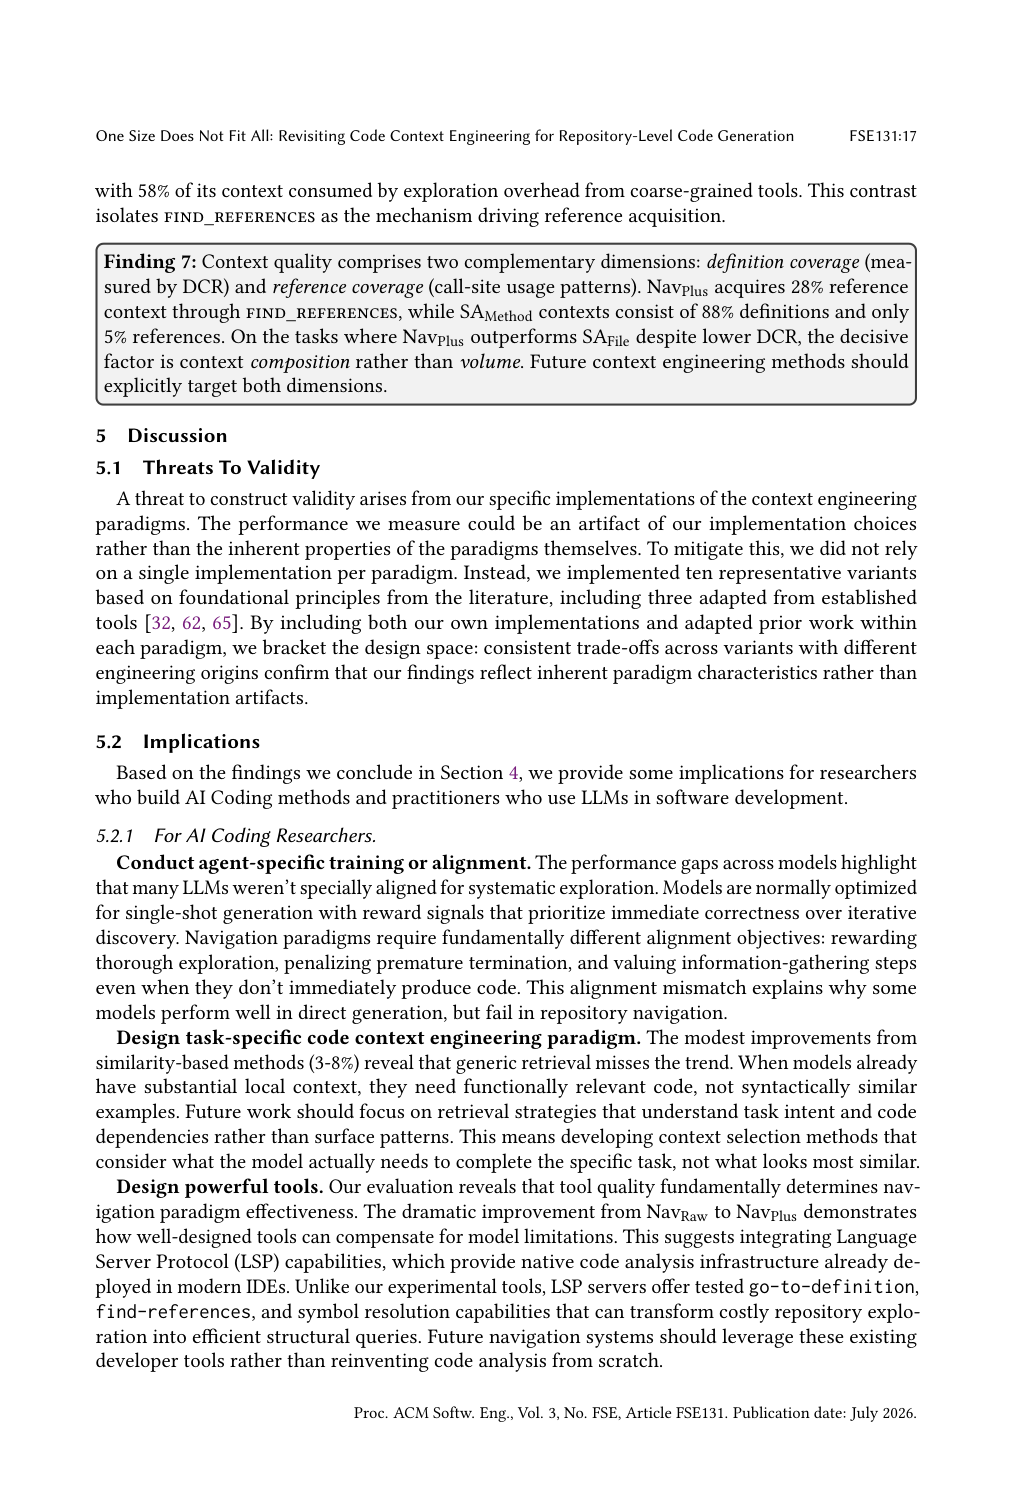 One Size Does Not Fit All: Revisiting Code Context Engineering for Repository-Level Code Generation FSE131:17
with 58% of its context consumed by exploration overhead from coarse-grained tools. This contrast
isolates FIND_REFERENCES as the mechanism driving reference acquisition.
Finding 7: Context quality comprises two complementary dimensions: definition coverage (mea-
sured by DCR) and reference coverage (call-site usage patterns). NavPlus acquires 28% reference
context through FIND_REFERENCES, while SAMethod contexts consist of 88% definitions and only
5% references. On the tasks where NavPlus outperforms SAFile despite lower DCR, the decisive
factor is context composition rather than volume. Future context engineering methods should
explicitly target both dimensions.
5 Discussion
5.1 Threats To Validity
A threat to construct validity arises from our specific implementations of the context engineering
paradigms. The performance we measure could be an artifact of our implementation choices
rather than the inherent properties of the paradigms themselves. To mitigate this, we did not rely
on a single implementation per paradigm. Instead, we implemented ten representative variants
based on foundational principles from the literature, including three adapted from established
tools [32, 62, 65]. By including both our own implementations and adapted prior work within
each paradigm, we bracket the design space: consistent trade-offs across variants with different
engineering origins confirm that our findings reflect inherent paradigm characteristics rather than
implementation artifacts.
5.2 Implications
Based on the findings we conclude in Section 4, we provide some implications for researchers
who build AI Coding methods and practitioners who use LLMs in software development.
5.2.1 For AI Coding Researchers.
Conduct agent-specific training or alignment. The performance gaps across models highlight
that many LLMs weren't specially aligned for systematic exploration. Models are normally optimized
for single-shot generation with reward signals that prioritize immediate correctness over iterative
discovery. Navigation paradigms require fundamentally different alignment objectives: rewarding
thorough exploration, penalizing premature termination, and valuing information-gathering steps
even when they don't immediately produce code. This alignment mismatch explains why some
models perform well in direct generation, but fail in repository navigation.
Design task-specific code context engineering paradigm. The modest improvements from
similarity-based methods (3-8%) reveal that generic retrieval misses the trend. When models already
have substantial local context, they need functionally relevant code, not syntactically similar
examples. Future work should focus on retrieval strategies that understand task intent and code
dependencies rather than surface patterns. This means developing context selection methods that
consider what the model actually needs to complete the specific task, not what looks most similar.
Design powerful tools. Our evaluation reveals that tool quality fundamentally determines nav-
igation paradigm effectiveness. The dramatic improvement from NavRaw to NavPlus demonstrates
how well-designed tools can compensate for model limitations. This suggests integrating Language
Server Protocol (LSP) capabilities, which provide native code analysis infrastructure already de-
ployed in modern IDEs. Unlike our experimental tools, LSP servers offer tested go-to-definition,
find-references, and symbol resolution capabilities that can transform costly repository explo-
ration into efficient structural queries. Future navigation systems should leverage these existing
developer tools rather than reinventing code analysis from scratch.
Proc. ACM Softw. Eng., Vol. 3, No. FSE, Article FSE131. Publication date: July 2026.